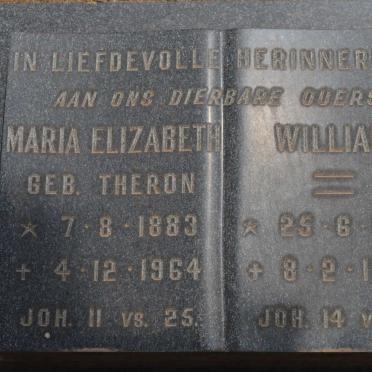 IN LIEFDEVOLLE HERINNER
AAN ONS DIERBARE OUERS
MARIA ELIZABETH WILLIA
GEB. THERON =
* 7·8·1883 * 25·6·
+ 4·12·1964 + 8·2·1
JOH. 11 vs. 25. JOH. 14 v